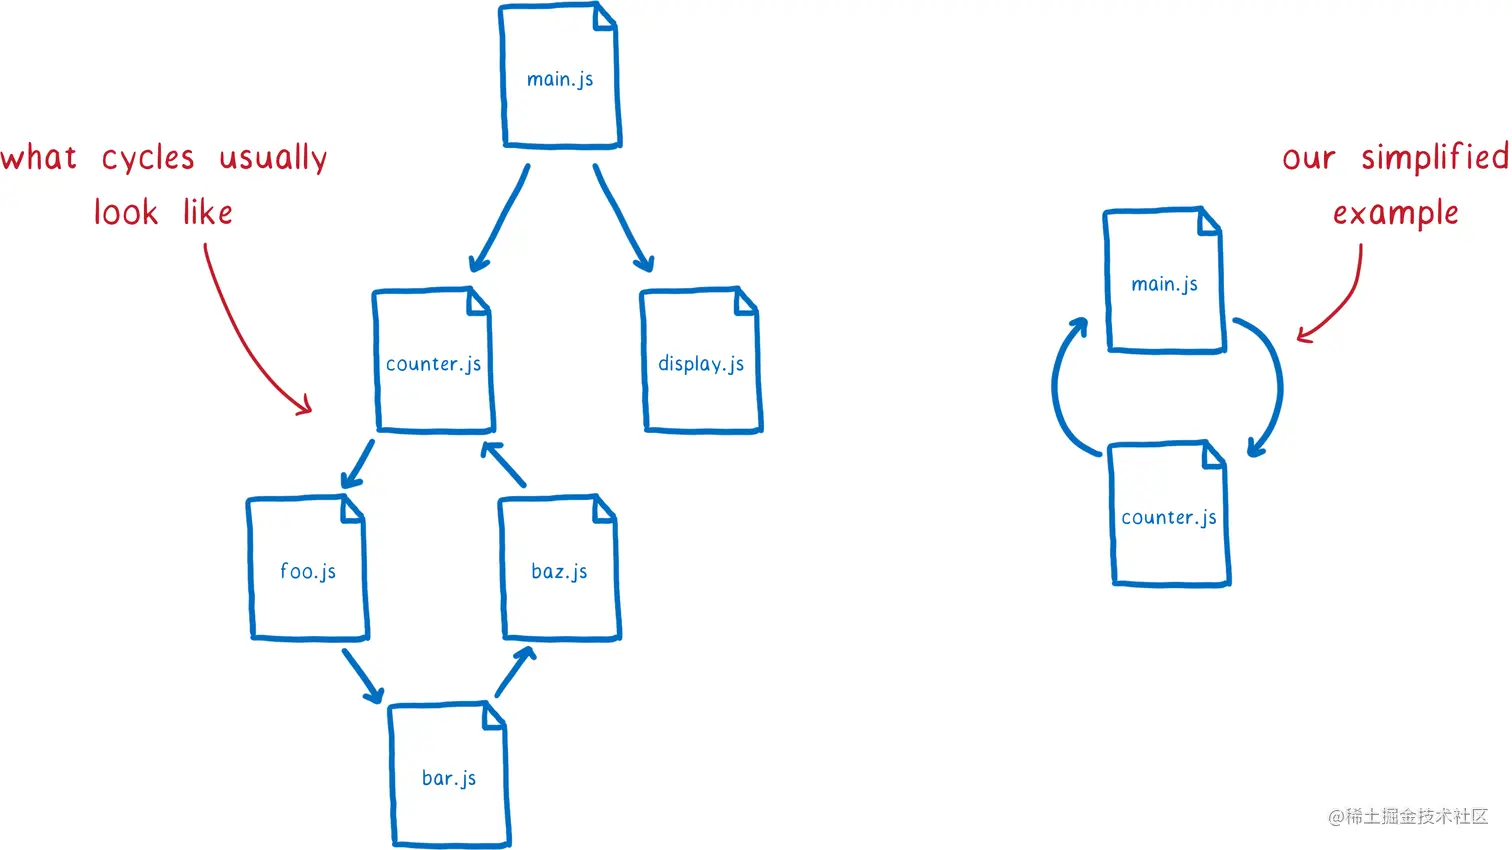 main.js
what cycles usually
look like
counter.js
display.js
foo.js
baz.js
bar.js
our simplified
example
main.js
counter.js
@稀土掘金技术社区